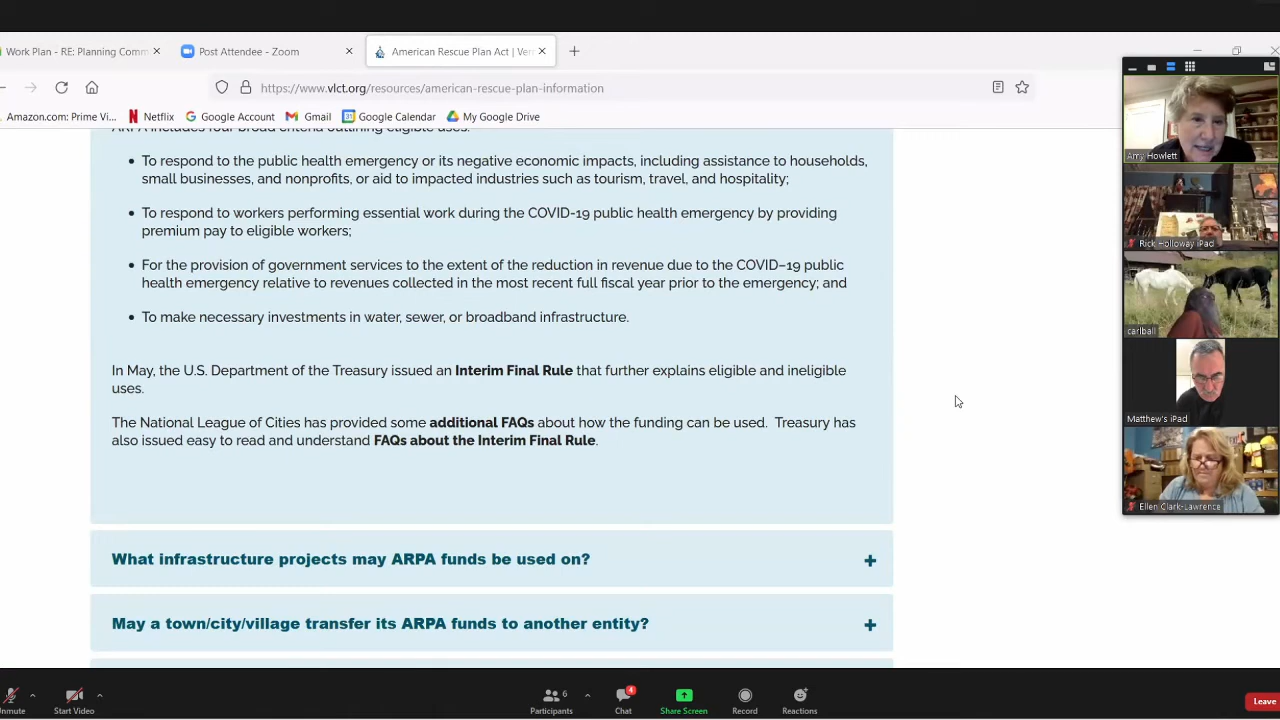 Work Plan - RE: Planning Comm
Post Attendee - Zoom
American Rescue Plan Act | Ver
https://www.vlct.org/resources/american-rescue-plan-information
Amazon.com: Prime Vi...
Netflix
Google Account
Gmail
Google Calendar
My Google Drive
ARPA includes four broad criteria outlining eligible uses:
To respond to the public health emergency or its negative economic impacts, including assistance to households,
small businesses, and nonprofits, or aid to impacted industries such as tourism, travel, and hospitality;
To respond to workers performing essential work during the COVID-19 public health emergency by providing
premium pay to eligible workers;
For the provision of government services to the extent of the reduction in revenue due to the COVID–19 public
health emergency relative to revenues collected in the most recent full fiscal year prior to the emergency; and
To make necessary investments in water, sewer, or broadband infrastructure.
In May, the U.S. Department of the Treasury issued an Interim Final Rule that further explains eligible and ineligible
uses.
The National League of Cities has provided some additional FAQs about how the funding can be used. Treasury has
also issued easy to read and understand FAQs about the Interim Final Rule.
What infrastructure projects may ARPA funds be used on?
May a town/city/village transfer its ARPA funds to another entity?
Amy Howlett
Rick Holloway iPad
carlball
Matthew's iPad
Ellen Clark-Lawrence
Unmute
Start Video
6
Participants
4
Chat
Share Screen
Record
Reactions
Leave